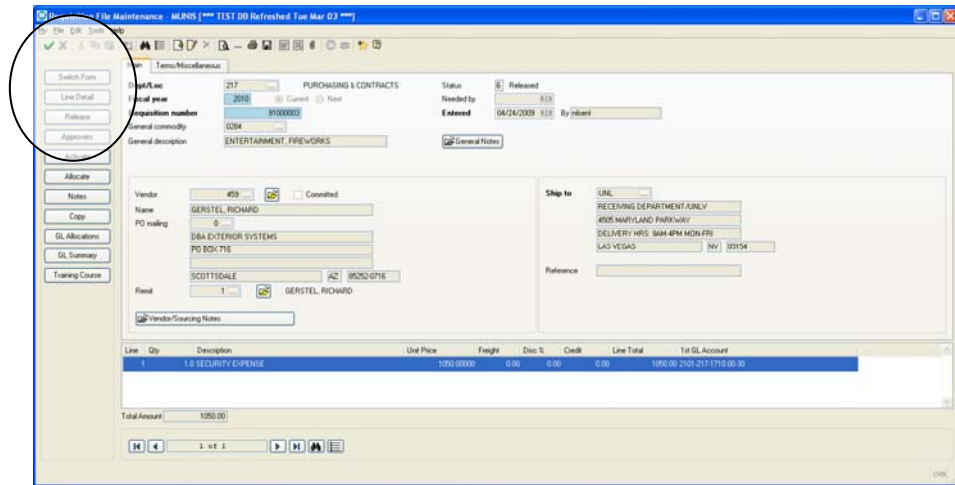 Requisition File Maintenance - MUNIS [*** TEST DB Refreshed Tue Mar 03 ***]
My File Edit Tools Help
Main Terms/Miscellaneous
Switch Form
Line Detail
Release
Approvers
Activate
Allocate
Notes
Copy
GL Allocations
GL Summary
Training Course
Dept/Loc 217 ... PURCHASING & CONTRACTS
Fiscal year 2010 Current Next
Requisition number 91000003
General commodity 0284 ...
General description ENTERTAINMENT, FIREWORKS
Status 6 Released
Needed by
Entered 04/24/2009 By
General Notes
Vendor 459 ... Committed
Name GERSTEL, RICHARD
PO mailing 0 ...
DBA EXTERIOR SYSTEMS
PO BOX 716
SCOTTSDALE AZ 85252-0716
Remit 1 ... GERSTEL, RICHARD
Vendor/Sourcing Notes
Ship to UNL ...
RECEIVING DEPARTMENT/UNLV
4505 MARYLAND PARKWAY
DELIVERY HRS: 8AM-4PM MON-FRI
LAS VEGAS NV 03154
Reference
Line Qty Description Unit Price Freight Disc % Credit Line Total 1st GL Account
1 1.0 SECURITY EXPENSE 1050.00000 0.00 0.00 0.00 1050.00 2101-217-1710.00-30
Total Amount 1050.00
1 of 1
OVR